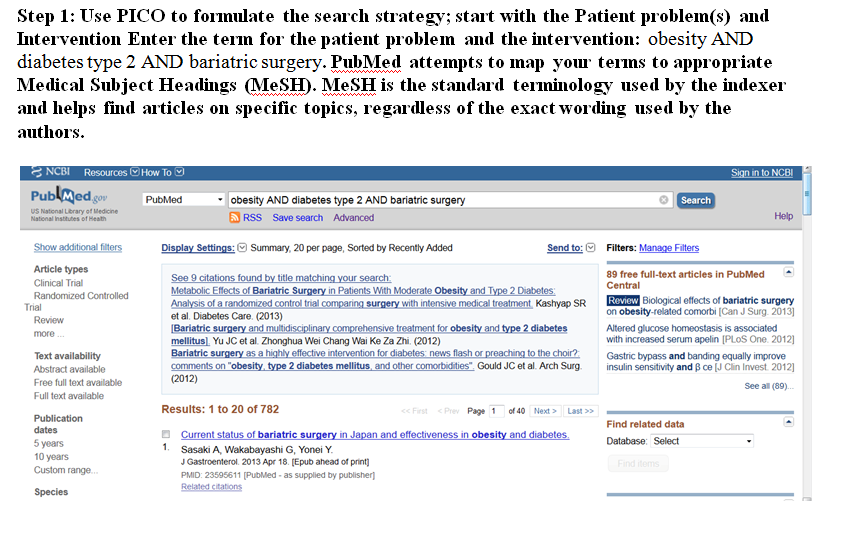 Step 1: Use PICO to formulate the search strategy; start with the Patient problem(s) and
Intervention Enter the term for the patient problem and the intervention: obesity AND
diabetes type 2 AND bariatric surgery. PubMed attempts to map your terms to appropriate
Medical Subject Headings (MeSH). MeSH is the standard terminology used by the indexer
and helps find articles on specific topics, regardless of the exact wording used by the
authors.
NCBI Resources How To Sign in to NCBI
PubMed.gov
US National Library of Medicine
National Institutes of Health
PubMed
obesity AND diabetes type 2 AND bariatric surgery
Search
RSS Save search Advanced
Help
Show additional filters
Article types
Clinical Trial
Randomized Controlled
Trial
Review
more ...
Text availability
Abstract available
Free full text available
Full text available
Publication
dates
5 years
10 years
Custom range...
Species
Display Settings: Summary, 20 per page, Sorted by Recently Added
Send to:
See 9 citations found by title matching your search:
Metabolic Effects of Bariatric Surgery in Patients With Moderate Obesity and Type 2 Diabetes:
Analysis of a randomized control trial comparing surgery with intensive medical treatment. Kashyap SR
et al. Diabetes Care. (2013)
[Bariatric surgery and multidisciplinary comprehensive treatment for obesity and type 2 diabetes
mellitus]. Yu JC et al. Zhonghua Wei Chang Wai Ke Za Zhi. (2012)
Bariatric surgery as a highly effective intervention for diabetes: news flash or preaching to the choir?:
comments on "obesity, type 2 diabetes mellitus, and other comorbidities". Gould JC et al. Arch Surg.
(2012)
Results: 1 to 20 of 782
<< First < Prev Page 1 of 40 Next > Last >>
Current status of bariatric surgery in Japan and effectiveness in obesity and diabetes.
1. Sasaki A, Wakabayashi G, Yonei Y.
J Gastroenterol. 2013 Apr 18. [Epub ahead of print]
PMID: 23595611 [PubMed - as supplied by publisher]
Related citations
Filters: Manage Filters
89 free full-text articles in PubMed
Central
Review Biological effects of bariatric surgery
on obesity-related comorbi [Can J Surg. 2013]
Altered glucose homeostasis is associated
with increased serum apelin [PLoS One. 2012]
Gastric bypass and banding equally improve
insulin sensitivity and β ce [J Clin Invest. 2012]
See all (89)...
Find related data
Database: Select
Find items